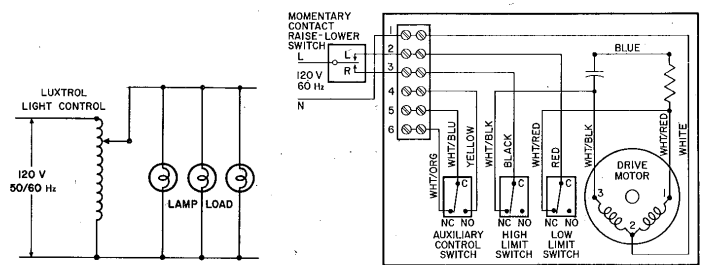 LUXTROL
LIGHT CONTROL
120 V
50/60 Hz
LAMP LOAD
MOMENTARY
CONTACT
RAISE-LOWER
SWITCH
L
120 V
60 Hz
N
L
R
1
2
3
4
5
6
BLUE
WHT/ORG
WHT/BLU
YELLOW
WHT/BLK
BLACK
WHT/RED
RED
WHT/BLK
WHT/RED
WHITE
C
NC NO
AUXILIARY
CONTROL
SWITCH
C
NC NO
HIGH
LIMIT
SWITCH
C
NC NO
LOW
LIMIT
SWITCH
DRIVE
MOTOR
3
1
2